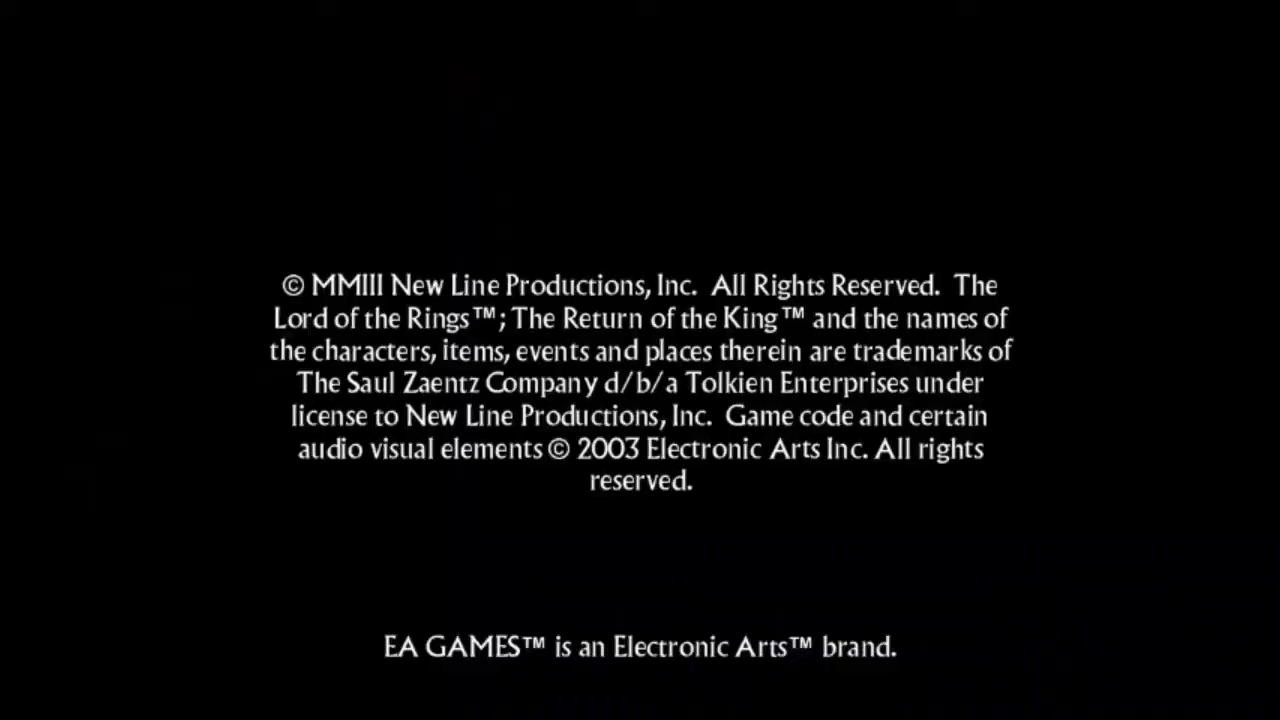 © MMIII New Line Productions, Inc.  All Rights Reserved.  The
Lord of the Rings™; The Return of the King™ and the names of
the characters, items, events and places therein are trademarks of
The Saul Zaentz Company d/b/a Tolkien Enterprises under
license to New Line Productions, Inc.  Game code and certain
audio visual elements © 2003 Electronic Arts Inc. All rights
reserved.
EA GAMES™ is an Electronic Arts™ brand.